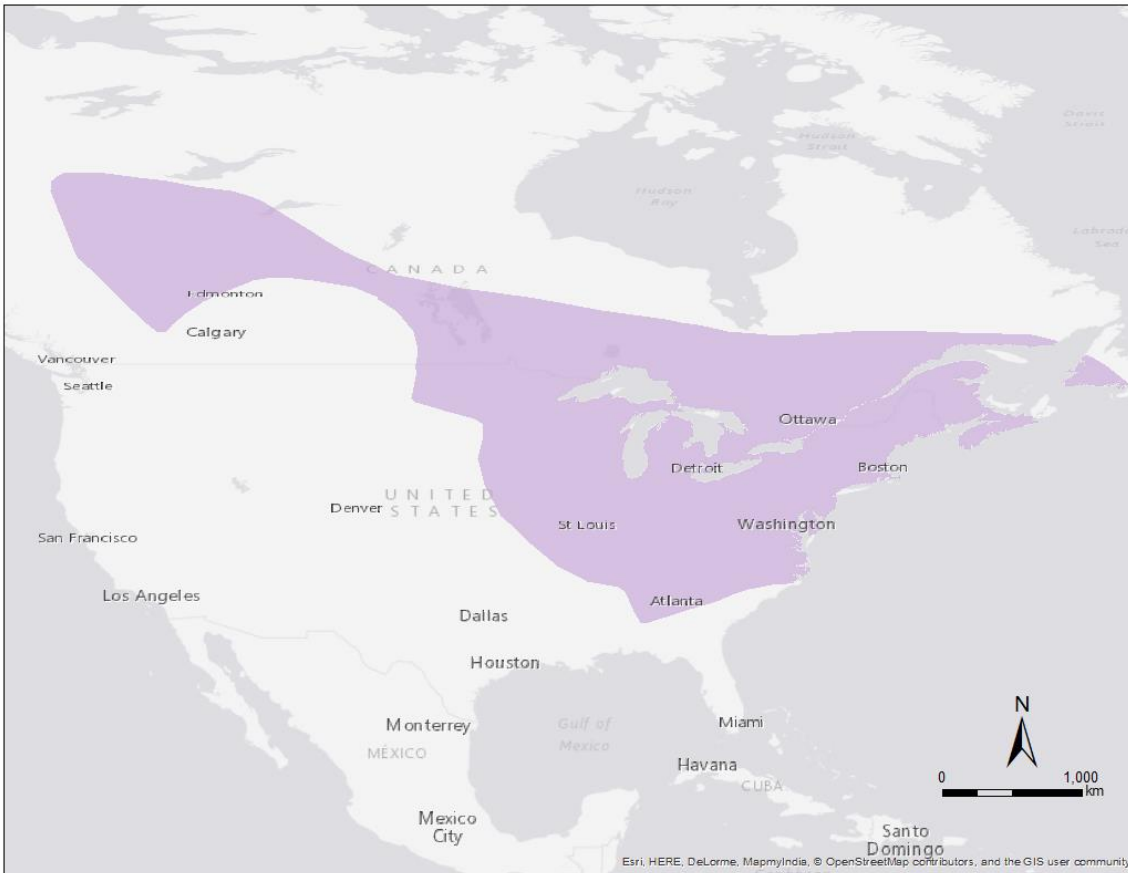 Davis
Strait
Hudson
Strait
Hudson
Bay
Labrador
Sea
CANADA
Edmonton
Calgary
Vancouver
Seattle
Ottawa
Detroit
Boston
UNITED
STATES
Denver
St Louis
Washington
San Francisco
Los Angeles
Atlanta
Dallas
Houston
Monterrey
Gulf of
Mexico
Miami
MÉXICO
Havana
CUBA
N
0 1,000
km
Mexico
City
Santo
Domingo
Esri, HERE, DeLorme, MapmyIndia, © OpenStreetMap contributors, and the GIS user community